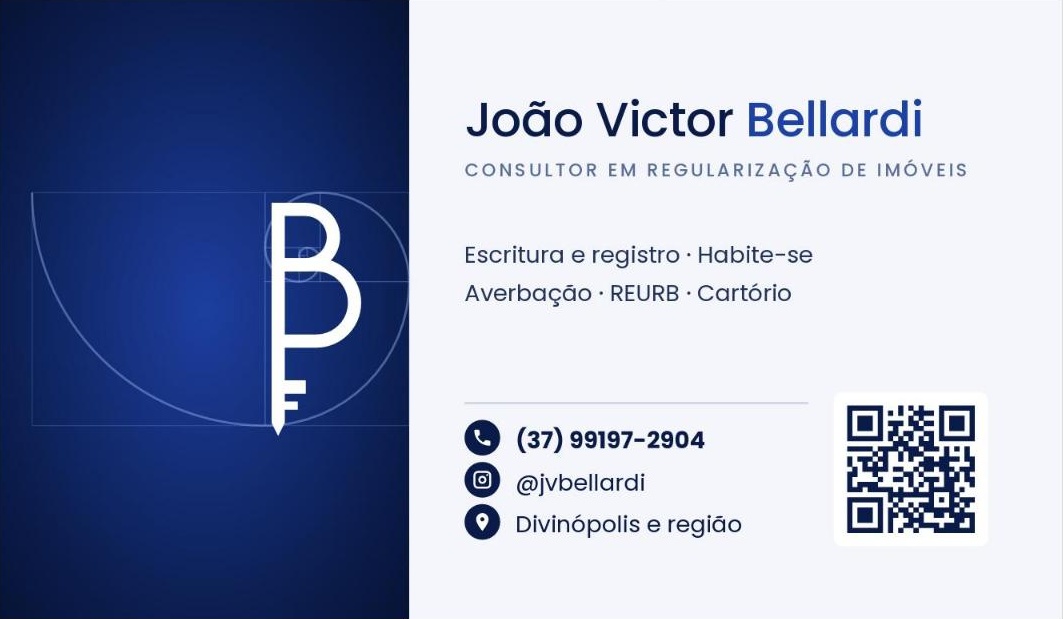 B
João Victor Bellardi
CONSULTOR EM REGULARIZAÇÃO DE IMÓVEIS
Escritura e registro · Habite-se
Averbação · REURB · Cartório
(37) 99197-2904
@jvbellardi
Divinópolis e região